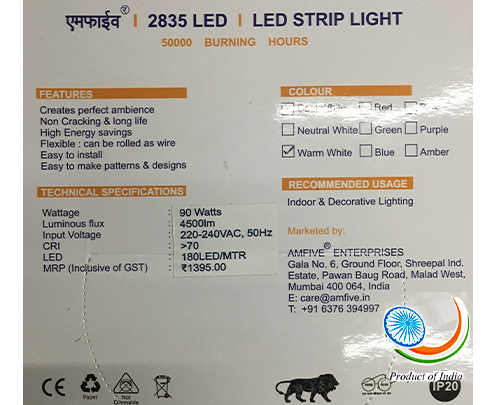 एमफाईव® | 2835 LED | LED STRIP LIGHT
50000 BURNING HOURS
FEATURES
Creates perfect ambience
Non Cracking & long life
High Energy savings
Flexible : can be rolled as wire
Easy to install
Easy to make patterns & designs
COLOUR
White Red
Neutral White Green Purple
Warm White Blue Amber
RECOMMENDED USAGE
Indoor & Decorative Lighting
TECHNICAL SPECIFICATIONS
Wattage : 90 Watts
Luminous flux : 4500lm
Input Voltage : 220-240VAC, 50Hz
CRI : >70
LED : 180LED/MTR
MRP (Inclusive of GST) : ₹1395.00
Marketed by:
AMFIVE® ENTERPRISES
Gala No. 6, Ground Floor, Shreepal Ind.
Estate, Pawan Baug Road, Malad West,
Mumbai 400 064, India
E: care@amfive.in
T: +91 6376 394997
Product of India
CE
Paper
Not Dimmable
IP20